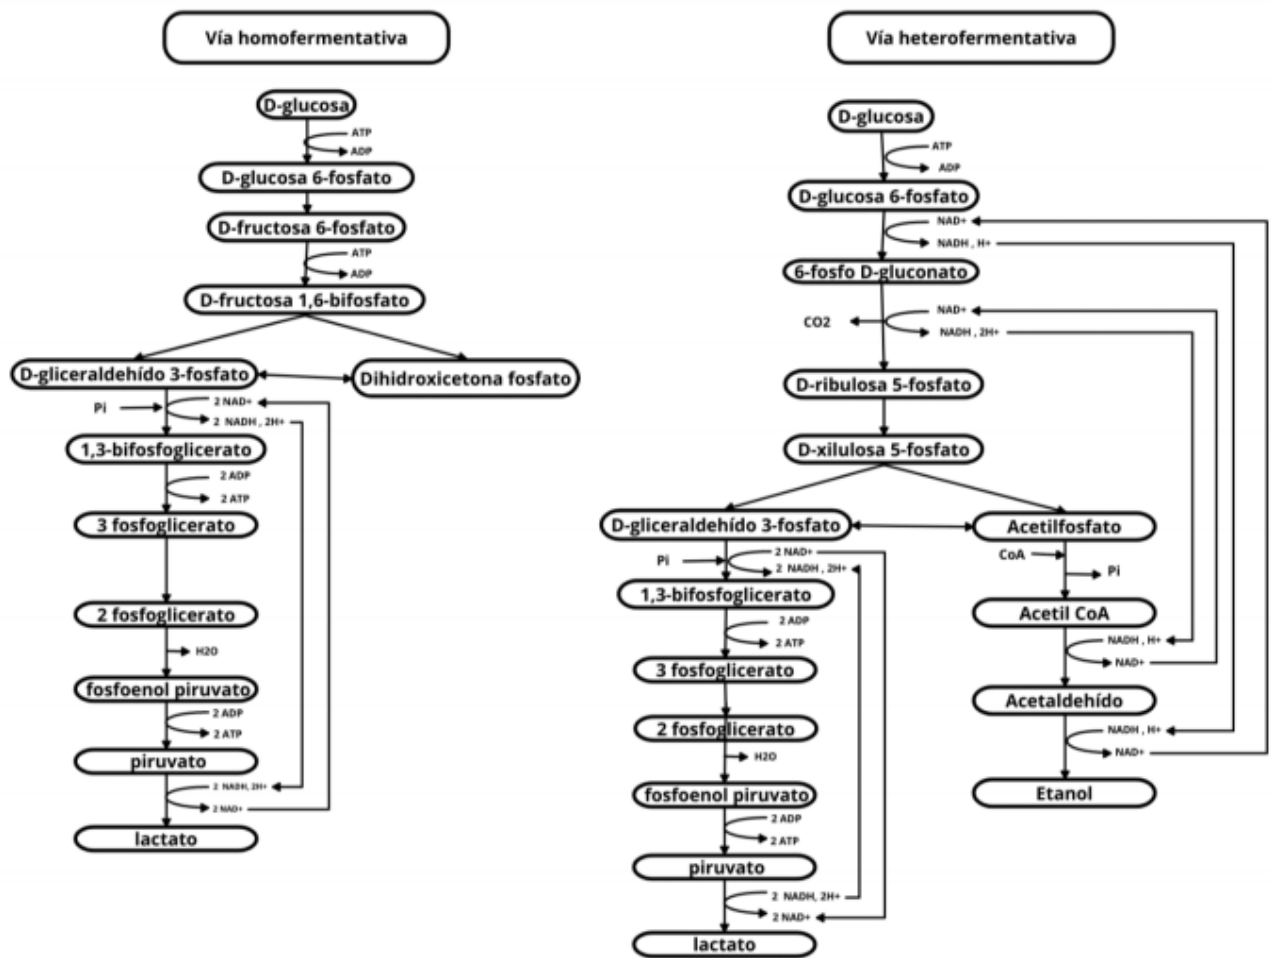 Vía homofermentativa
D-glucosa
ATP
ADP
D-glucosa 6-fosfato
D-fructosa 6-fosfato
ATP
ADP
D-fructosa 1,6-bifosfato
D-gliceraldehído 3-fosfato
Dihidroxicetona fosfato
Pi
2 NAD+
2 NADH , 2H+
1,3-bifosfoglicerato
2 ADP
2 ATP
3 fosfoglicerato
2 fosfoglicerato
H2O
fosfoenol piruvato
2 ADP
2 ATP
piruvato
2 NADH, 2H+
2 NAD+
lactato
Vía heterofermentativa
D-glucosa
ATP
ADP
D-glucosa 6-fosfato
NAD+
NADH , H+
6-fosfo D-gluconato
NAD+
CO2
NADH , 2H+
D-ribulosa 5-fosfato
D-xilulosa 5-fosfato
D-gliceraldehído 3-fosfato
Pi
2 NAD+
2 NADH , 2H+
1,3-bifosfoglicerato
2 ADP
2 ATP
3 fosfoglicerato
2 fosfoglicerato
H2O
fosfoenol piruvato
2 ADP
2 ATP
piruvato
2 NADH, 2H+
2 NAD+
lactato
Acetilfosfato
CoA
Pi
Acetil CoA
NADH , H+
NAD+
Acetaldehído
NADH , H+
NAD+
Etanol